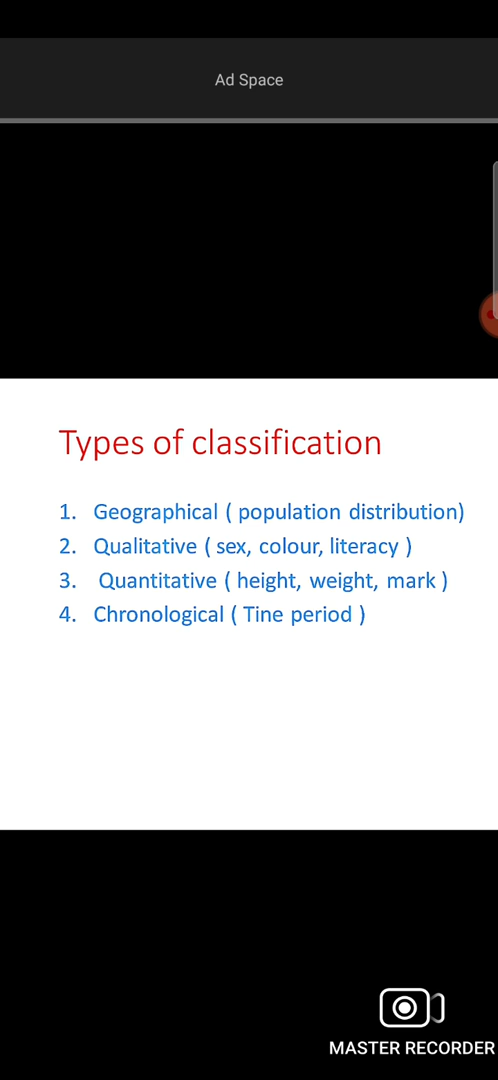 Ad Space
Types of classification
1. Geographical ( population distribution)
2. Qualitative ( sex, colour, literacy )
3. Quantitative ( height, weight, mark )
4. Chronological ( Tine period )
MASTER RECORDER